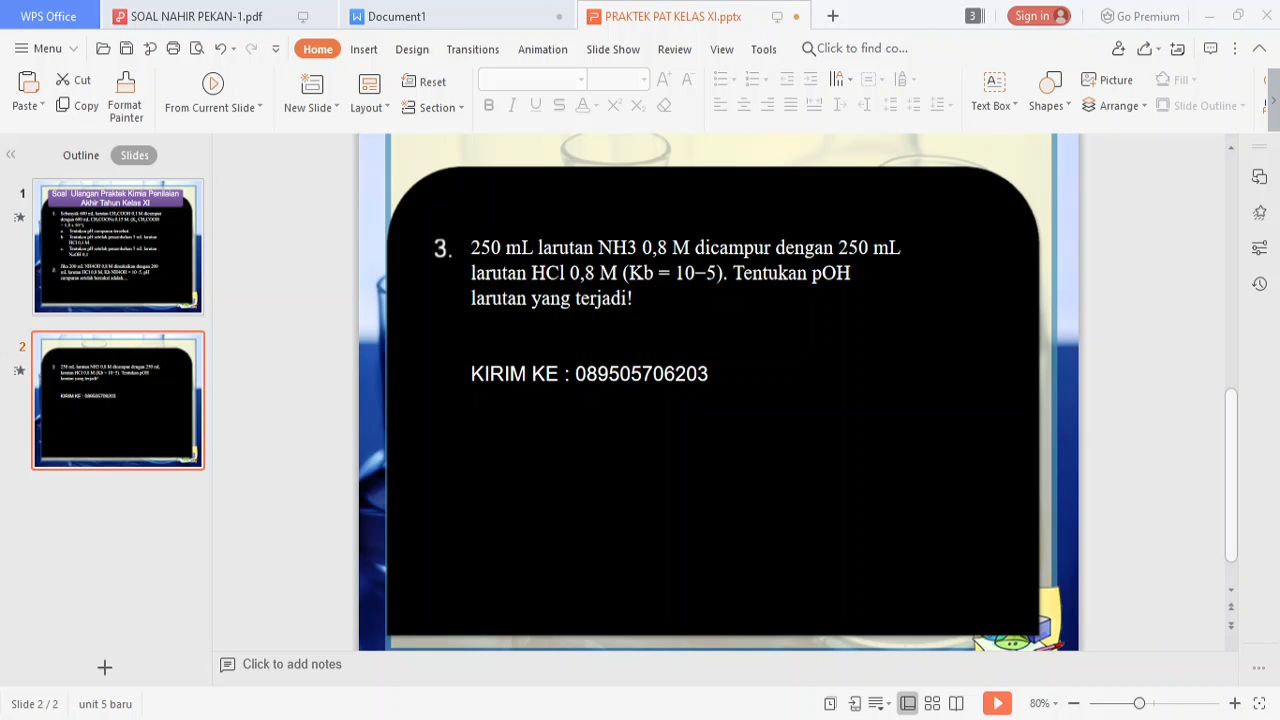 WPS Office
SOAL NAHIR PEKAN-1.pdf
Document1
PRAKTEK PAT KELAS XI.pptx
3
Sign in
Go Premium
Menu
Home
Insert
Design
Transitions
Animation
Slide Show
Review
View
Tools
Click to find co...
Cut
Paste
Format
Painter
From Current Slide
New Slide
Layout
Reset
Section
Text Box
Shapes
Picture
Arrange
Fill
Slide Outline
Outline
Slides
1
Soal Ulangan Praktek Kimia Penilaian
Akhir Tahun Kelas XI
2
3. 250 mL larutan NH3 0,8 M dicampur dengan 250 mL
larutan HCl 0,8 M (Kb = 10−5). Tentukan pOH
larutan yang terjadi!
KIRIM KE : 089505706203
Click to add notes
Slide 2 / 2
unit 5 baru
80%